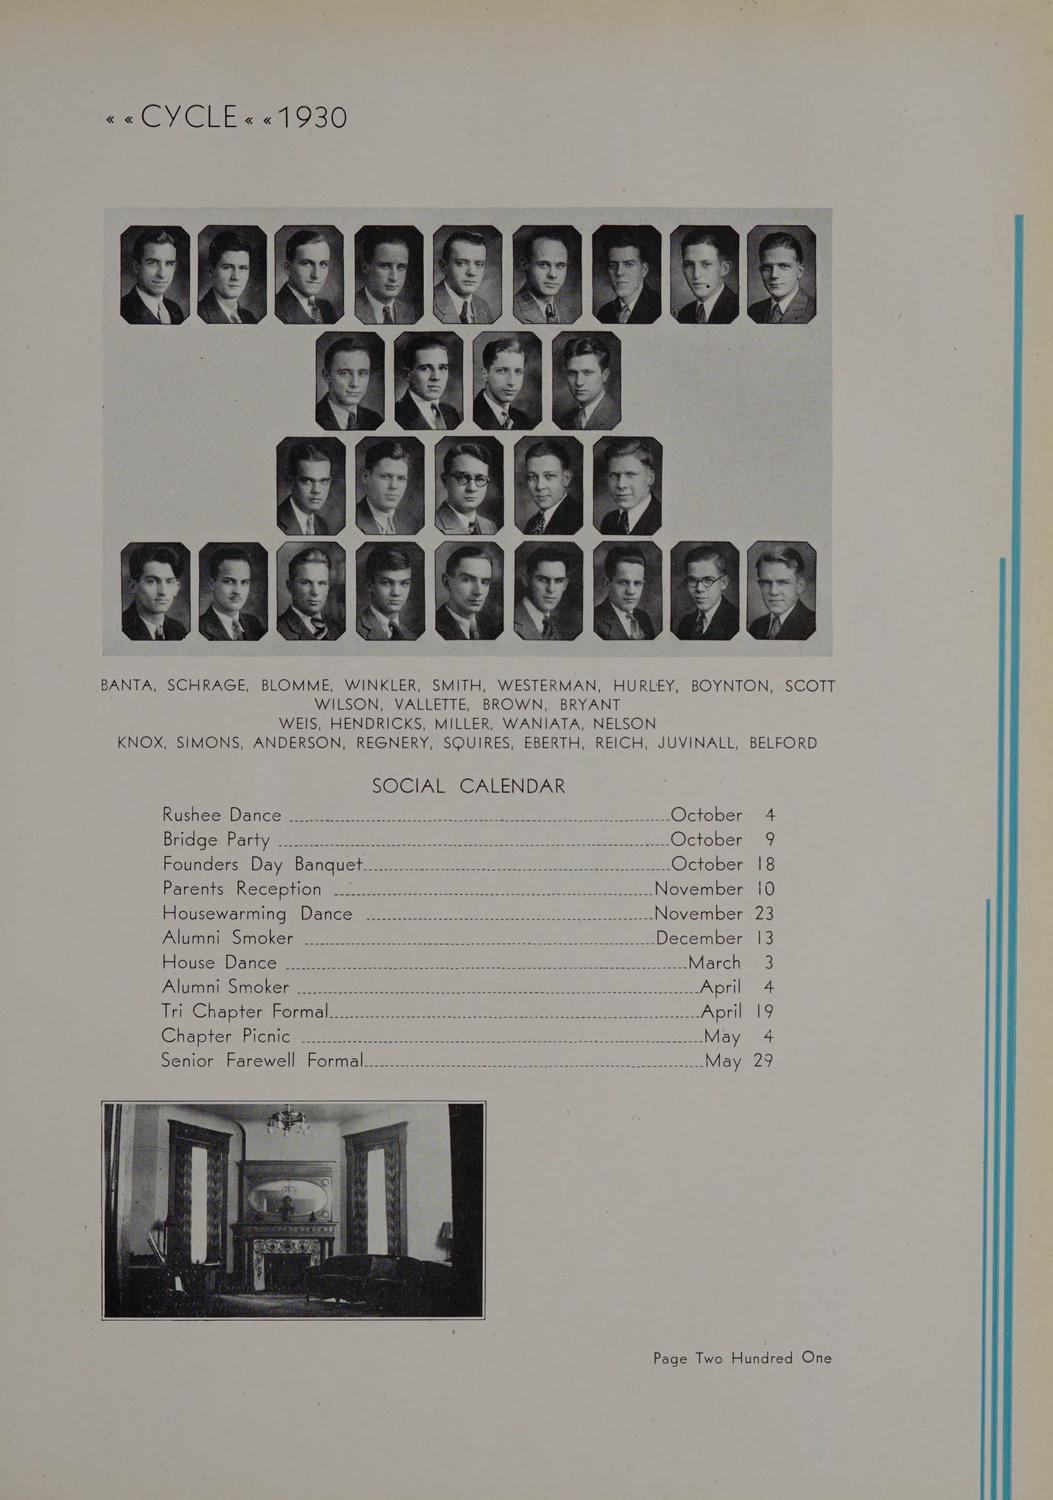 « « CYCLE « « 1930
BANTA, SCHRAGE, BLOMME, WINKLER, SMITH, WESTERMAN, HURLEY, BOYNTON, SCOTT
WILSON, VALLETTE, BROWN, BRYANT
WEIS, HENDRICKS, MILLER, WANIATA, NELSON
KNOX, SIMONS, ANDERSON, REGNERY, SQUIRES, EBERTH, REICH, JUVINALL, BELFORD
SOCIAL CALENDAR
Rushee Dance October 4
Bridge Party October 9
Founders Day Banquet October 18
Parents Reception November 10
Housewarming Dance November 23
Alumni Smoker December 13
House Dance March 3
Alumni Smoker April 4
Tri Chapter Formal April 19
Chapter Picnic May 4
Senior Farewell Formal May 29
Page Two Hundred One